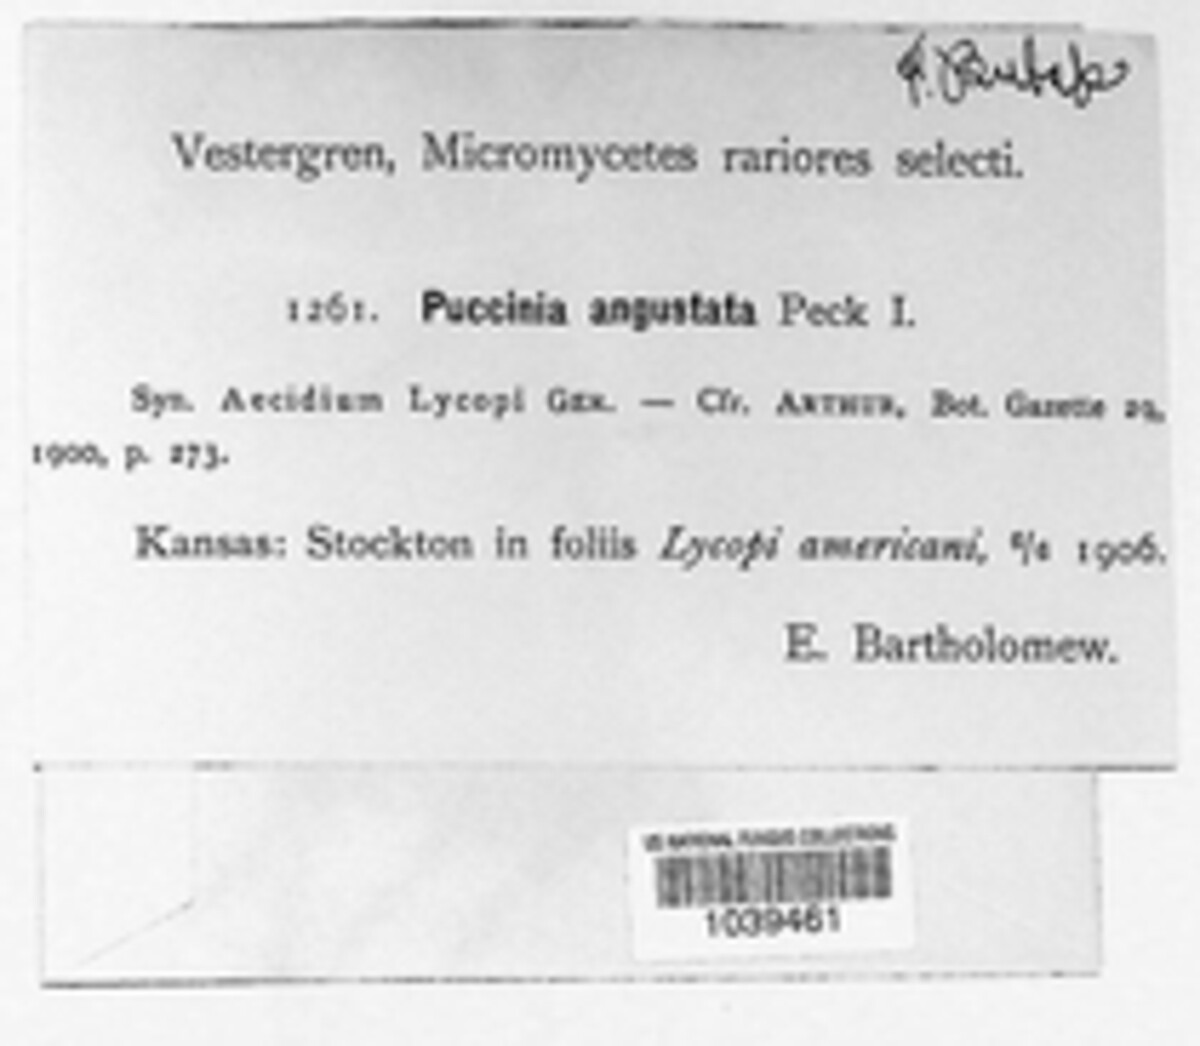 Vestergren, Micromycetes rariores selecti.
1261. Puccinia angustata Peck I.
Syn. Aecidium Lycopi Ger. — Cfr. Arthur, Bot. Gazette 29,
1900, p. 273.
Kansas: Stockton in foliis Lycopi americani, 1906.
E. Bartholomew.
US NATIONAL FUNGUS COLLECTIONS
1039461